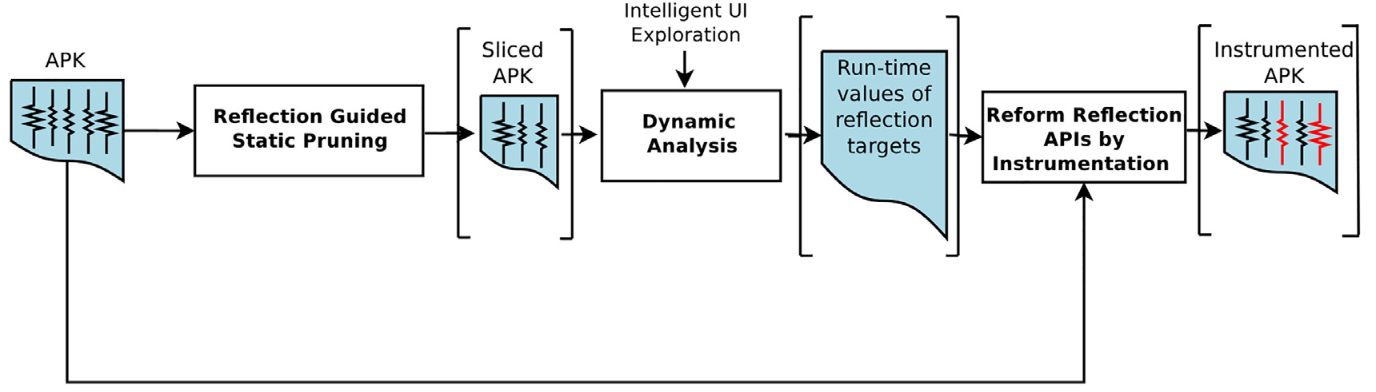 APK
Reflection Guided
Static Pruning
Sliced
APK
Intelligent UI
Exploration
Dynamic
Analysis
Run-time
values of
reflection
targets
Reform Reflection
APIs by
Instrumentation
Instrumented
APK